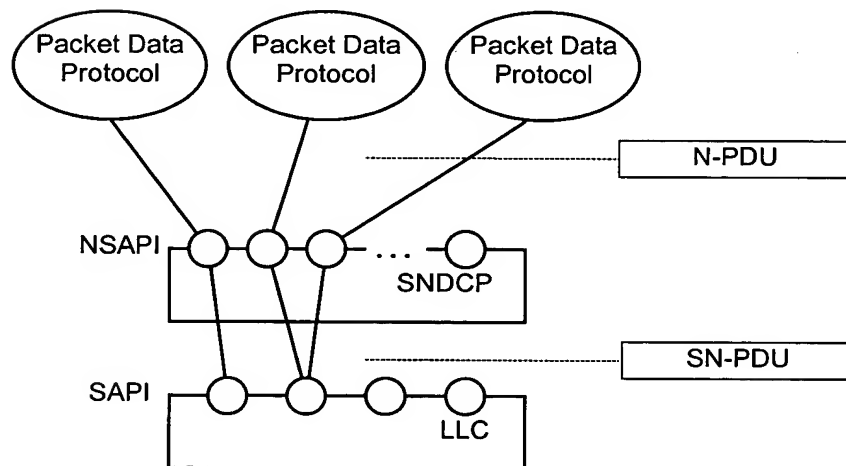 Packet Data
Protocol
Packet Data
Protocol
Packet Data
Protocol
N-PDU
NSAPI
...
SNDCP
SN-PDU
SAPI
LLC